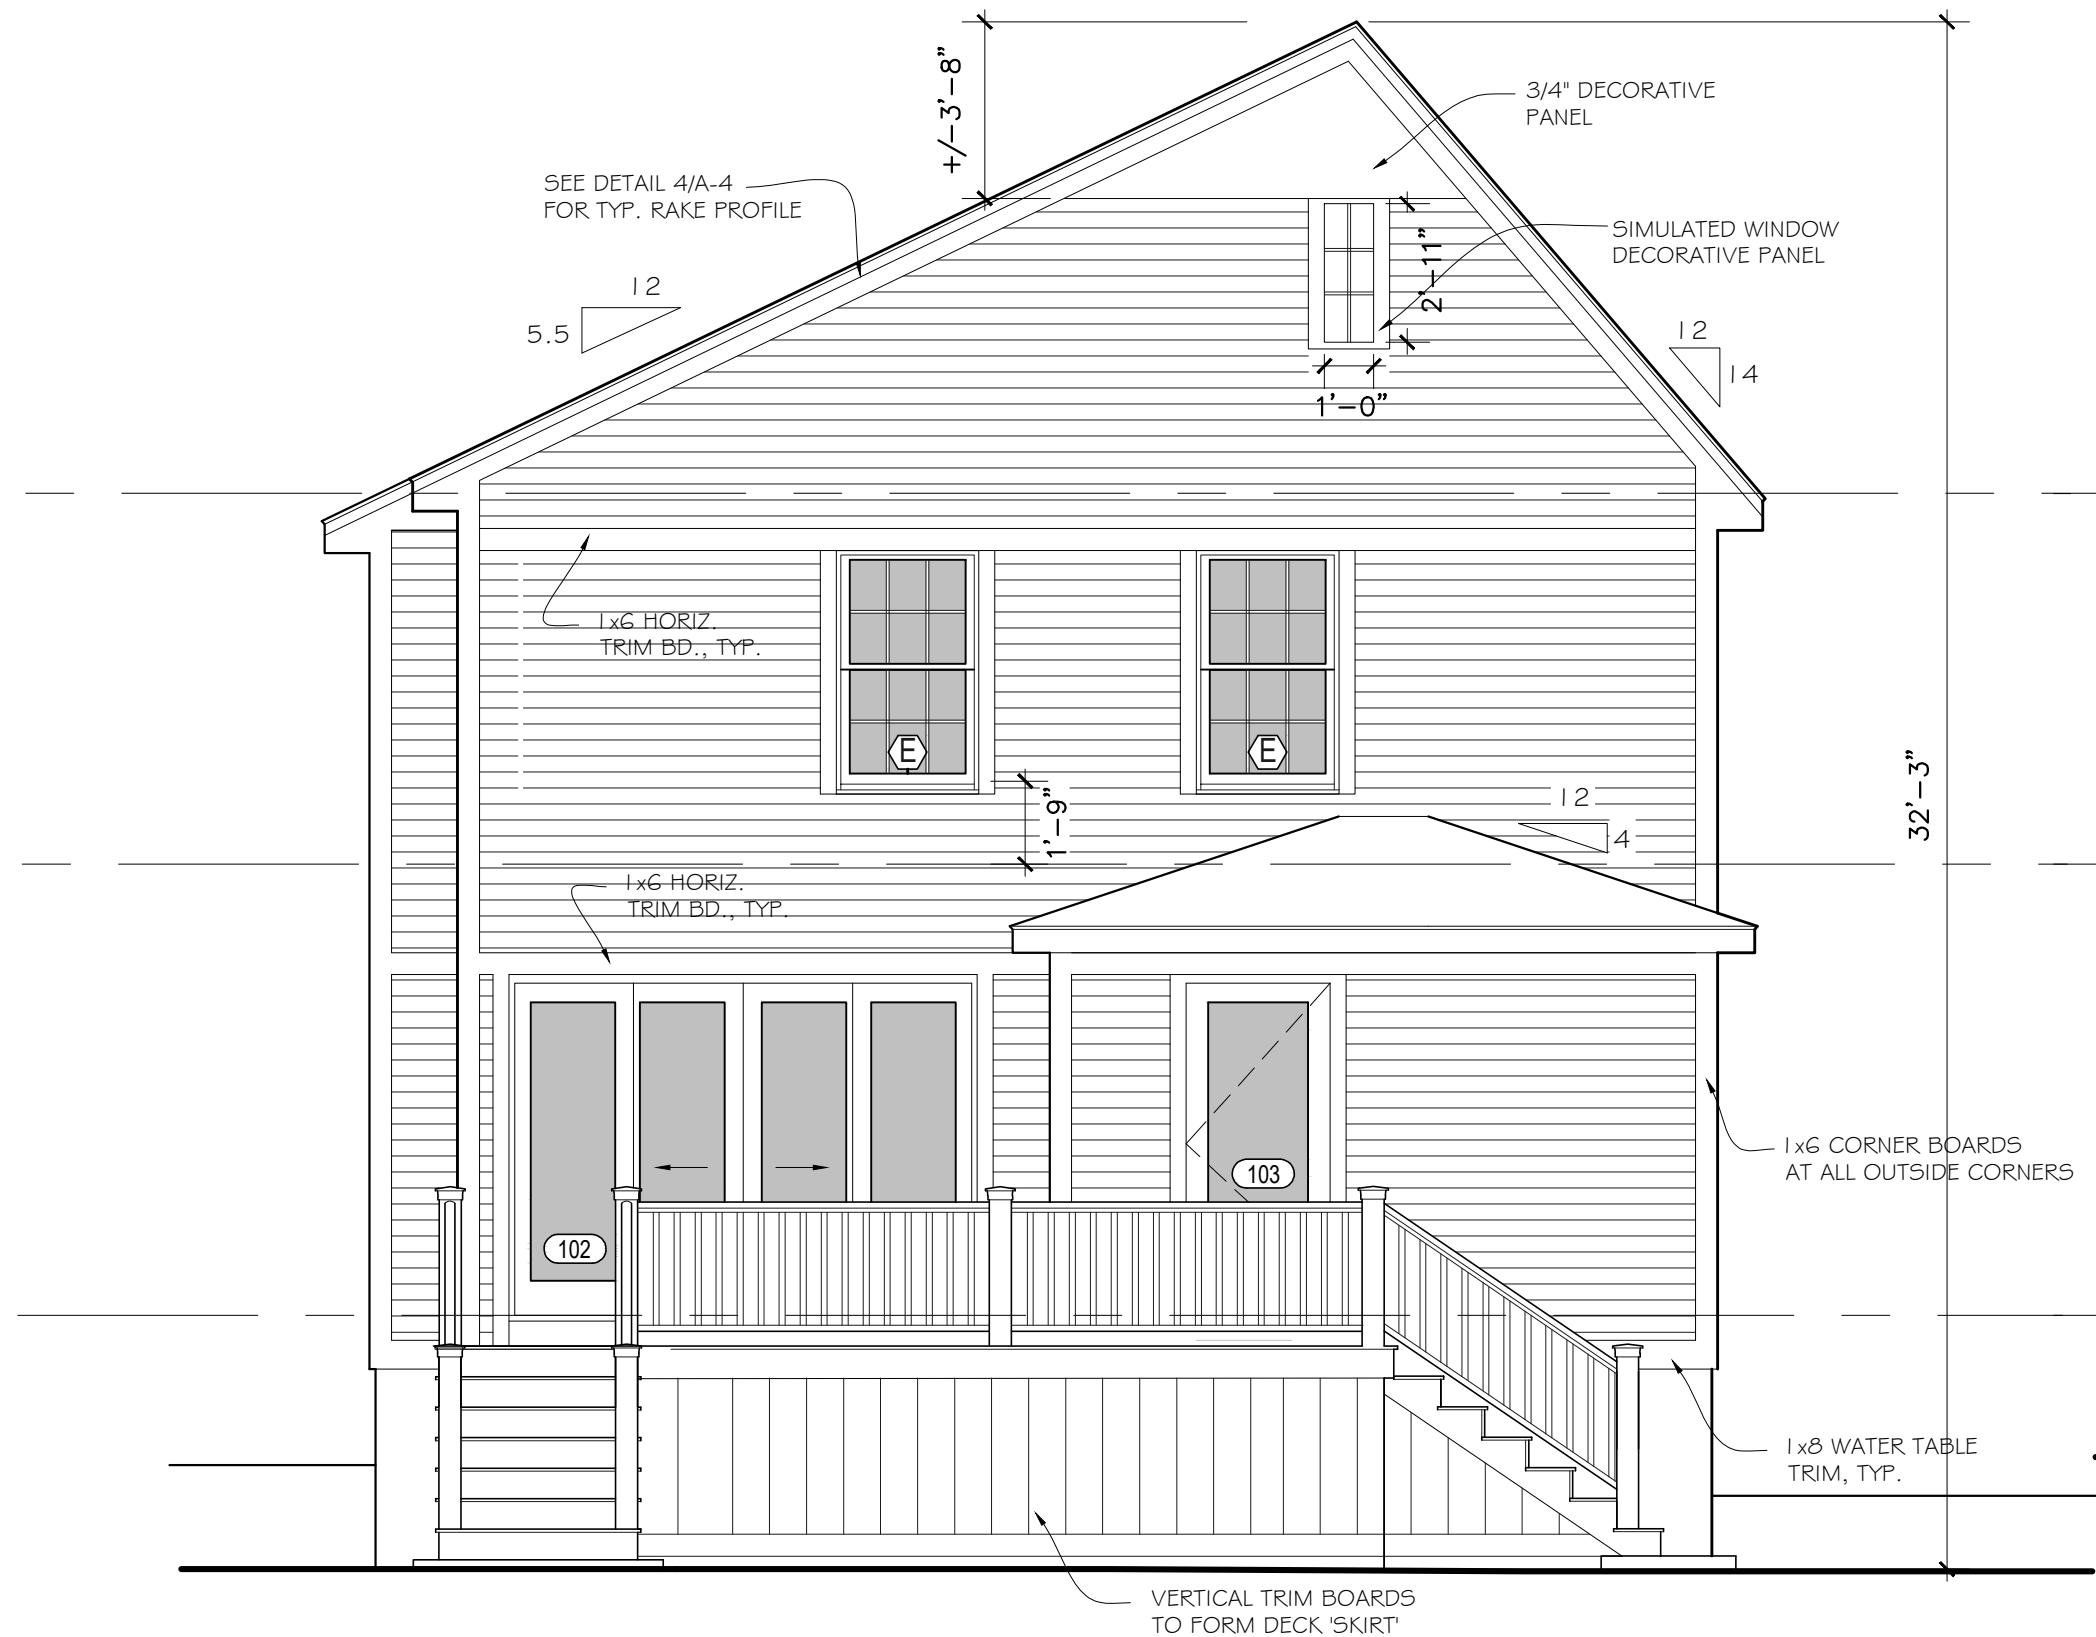 +/-3'-8"
3/4" DECORATIVE
PANEL
SEE DETAIL 4/A-4
FOR TYP. RAKE PROFILE
SIMULATED WINDOW
DECORATIVE PANEL
2'-11"
12
5.5
12
14
1'-0"
1x6 HORIZ.
TRIM BD., TYP.
E
E
32'-3"
12
4
1'-9"
1x6 HORIZ.
TRIM BD., TYP.
1x6 CORNER BOARDS
AT ALL OUTSIDE CORNERS
103
102
1x8 WATER TABLE
TRIM, TYP.
VERTICAL TRIM BOARDS
TO FORM DECK 'SKIRT'